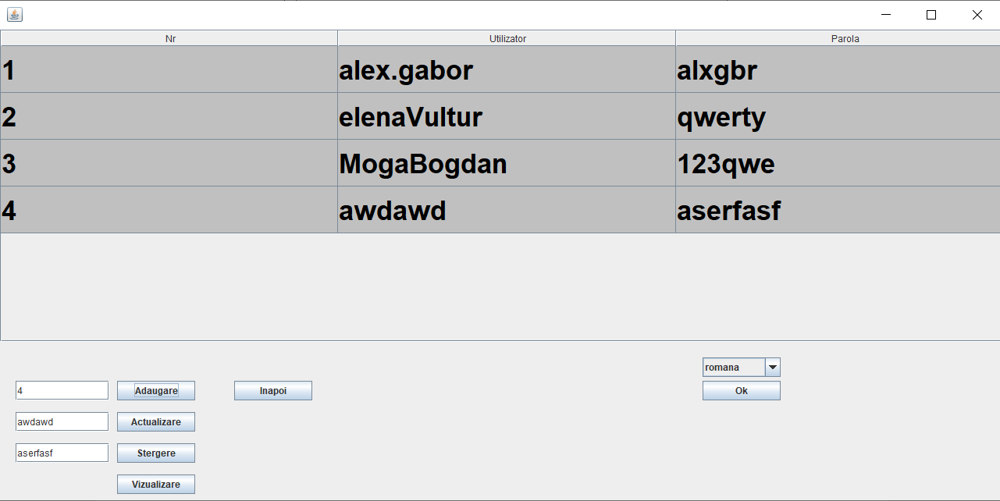 Nr Utilizator Parola
1 alex.gabor alxgbr
2 elenaVultur qwerty
3 MogaBogdan 123qwe
4 awdawd aserfasf
romana
4 Adaugare Inapoi Ok
awdawd Actualizare
aserfasf Stergere
Vizualizare